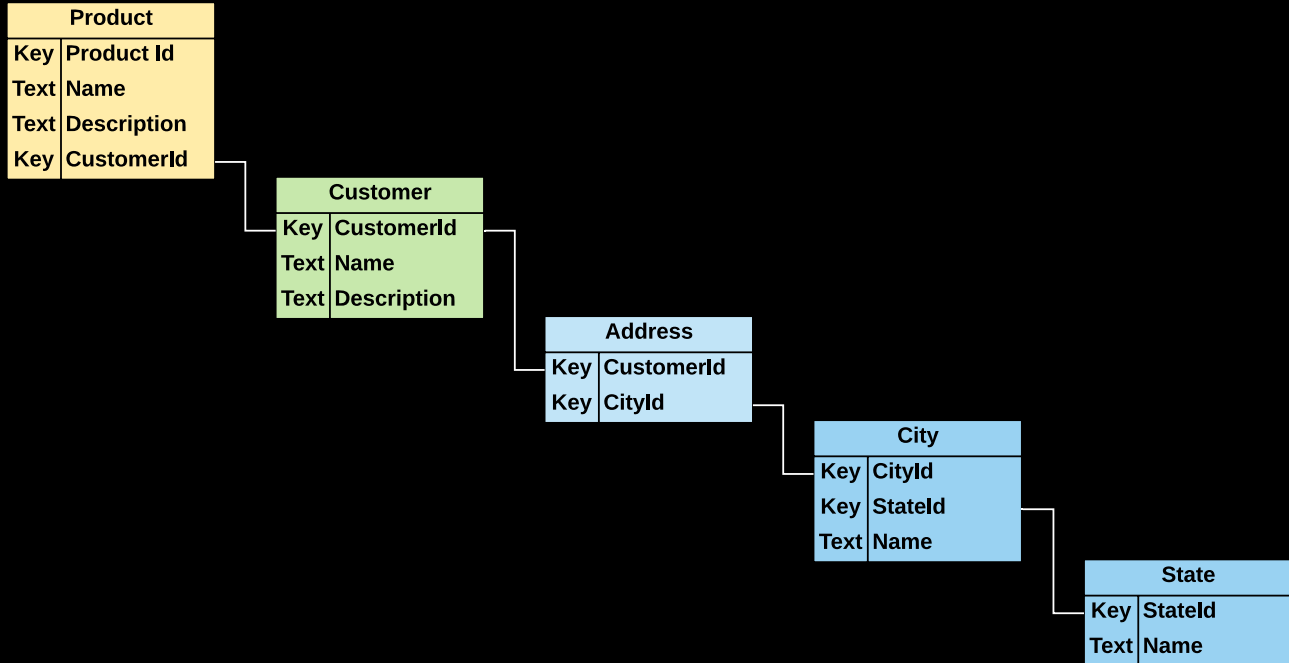 Product
Key Product Id
Text Name
Text Description
Key CustomerId
Customer
Key CustomerId
Text Name
Text Description
Address
Key CustomerId
Key CityId
City
Key CityId
Key StateId
Text Name
State
Key StateId
Text Name